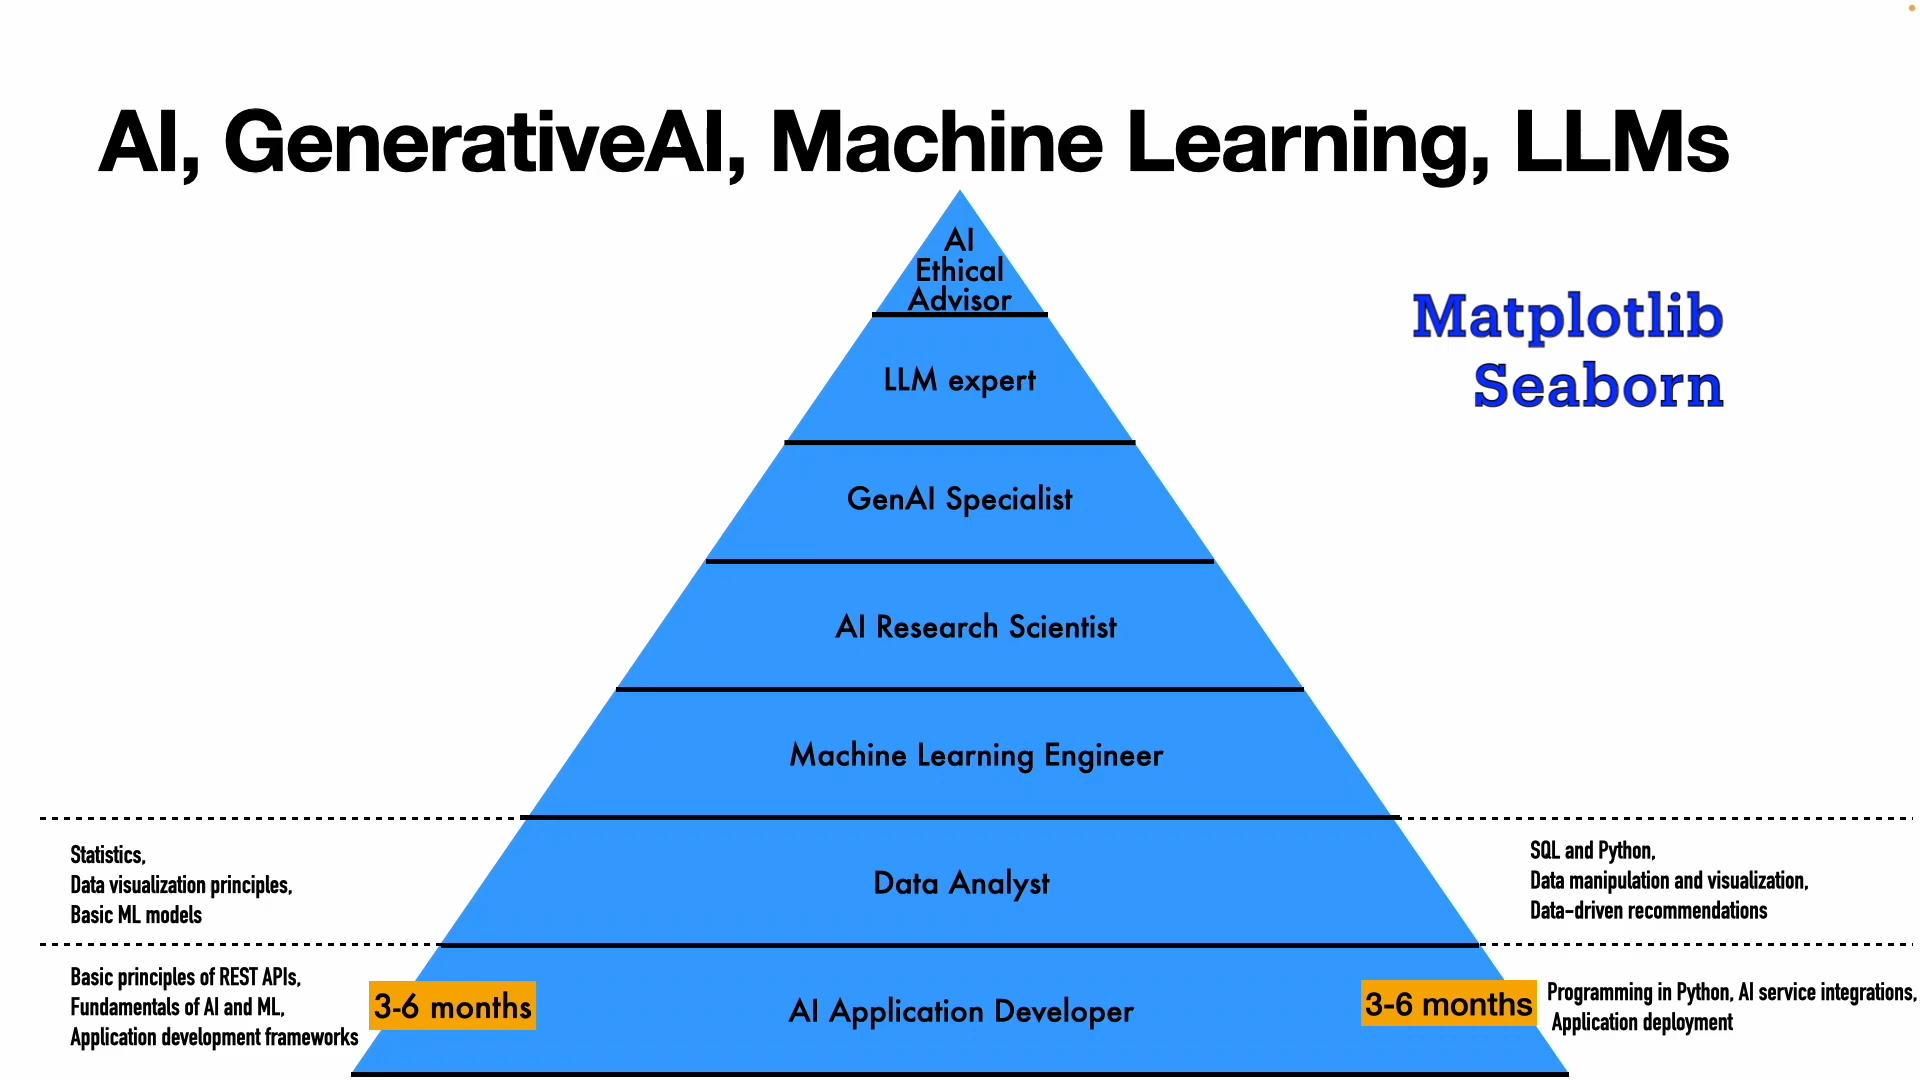 AI, GenerativeAI, Machine Learning, LLMs
AI
Ethical
Advisor
Matplotlib
Seaborn
LLM expert
GenAI Specialist
AI Research Scientist
Machine Learning Engineer
Statistics,
Data visualization principles,
Basic ML models
Data Analyst
SQL and Python,
Data manipulation and visualization,
Data-driven recommendations
Basic principles of REST APIs,
Fundamentals of AI and ML,
Application development frameworks
3-6 months
AI Application Developer
3-6 months
Programming in Python, AI service integrations,
Application deployment